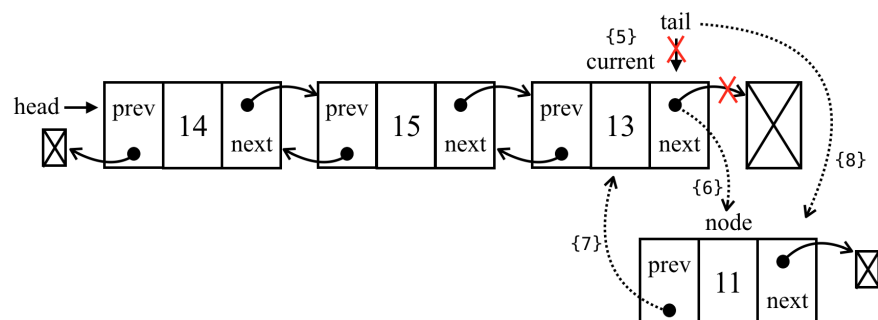 tail
{5}
current
head
prev
14
next
prev
15
next
prev
13
next
{6}
{8}
node
{7}
prev
11
next